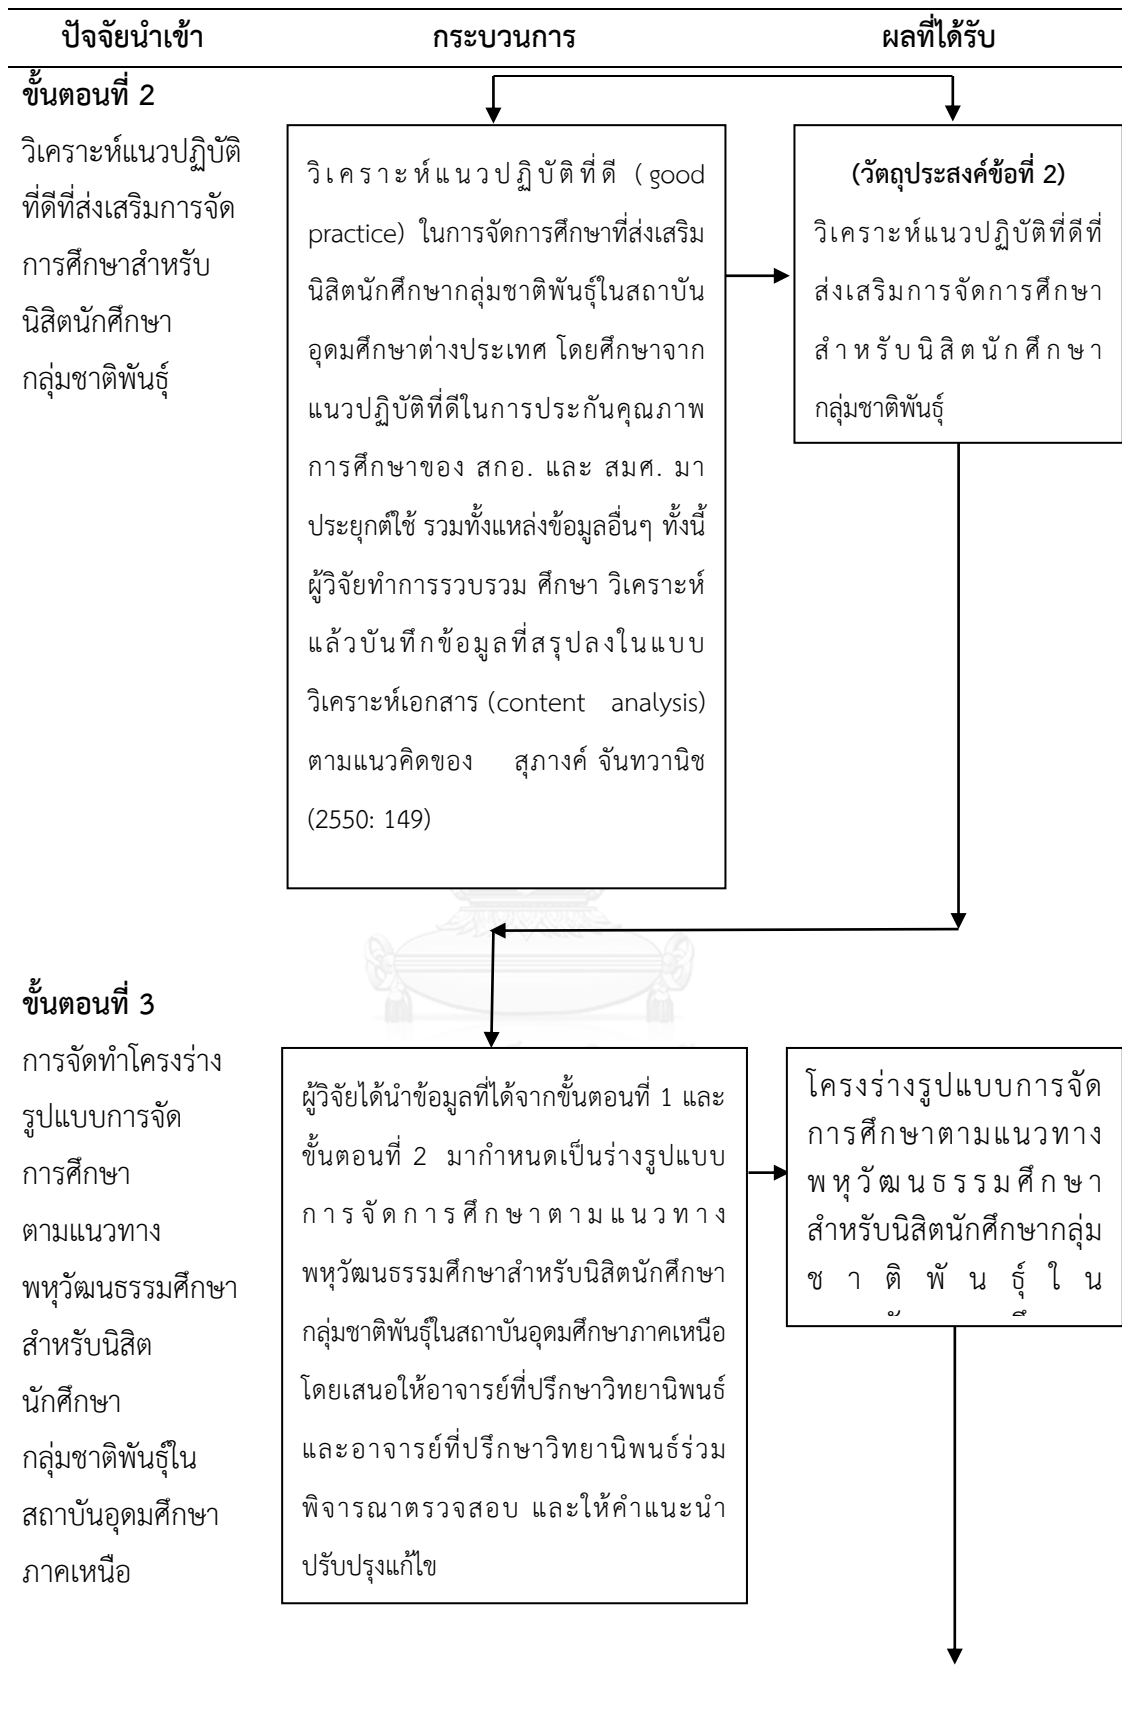 ปัจจัยนำเข้า กระบวนการ ผลที่ได้รับ
ขั้นตอนที่ 2
วิเคราะห์แนวปฏิบัติ
ที่ดีที่ส่งเสริมการจัด
การศึกษาสำหรับ
นิสิตนักศึกษา
กลุ่มชาติพันธุ์
วิเคราะห์แนวปฏิบัติที่ดี (good
practice) ในการจัดการศึกษาที่ส่งเสริม
นิสิตนักศึกษากลุ่มชาติพันธุ์ในสถาบัน
อุดมศึกษาต่างประเทศ โดยศึกษาจาก
แนวปฏิบัติที่ดีในการประกันคุณภาพ
การศึกษาของ สกอ. และ สมศ. มา
ประยุกต์ใช้ รวมทั้งแหล่งข้อมูลอื่นๆ ทั้งนี้
ผู้วิจัยทำการรวบรวม ศึกษา วิเคราะห์
แล้วบันทึกข้อมูลที่สรุปลงในแบบ
วิเคราะห์เอกสาร (content analysis)
ตามแนวคิดของ สุภางค์ จันทวานิช
(2550: 149)
(วัตถุประสงค์ข้อที่ 2)
วิเคราะห์แนวปฏิบัติที่ดีที่
ส่งเสริมการจัดการศึกษา
สำหรับนิสิตนักศึกษา
กลุ่มชาติพันธุ์
ขั้นตอนที่ 3
การจัดทำโครงร่าง
รูปแบบการจัด
การศึกษา
ตามแนวทาง
พหุวัฒนธรรมศึกษา
สำหรับนิสิต
นักศึกษา
กลุ่มชาติพันธุ์ใน
สถาบันอุดมศึกษา
ภาคเหนือ
ผู้วิจัยได้นำข้อมูลที่ได้จากขั้นตอนที่ 1 และ
ขั้นตอนที่ 2 มากำหนดเป็นร่างรูปแบบ
การจัดการศึกษาตามแนวทาง
พหุวัฒนธรรมศึกษาสำหรับนิสิตนักศึกษา
กลุ่มชาติพันธุ์ในสถาบันอุดมศึกษาภาคเหนือ
โดยเสนอให้อาจารย์ที่ปรึกษาวิทยานิพนธ์
และอาจารย์ที่ปรึกษาวิทยานิพนธ์ร่วม
พิจารณาตรวจสอบ และให้คำแนะนำ
ปรับปรุงแก้ไข
โครงร่างรูปแบบการจัด
การศึกษาตามแนวทาง
พหุวัฒนธรรมศึกษา
สำหรับนิสิตนักศึกษากลุ่ม
ชาติพันธุ์ใน